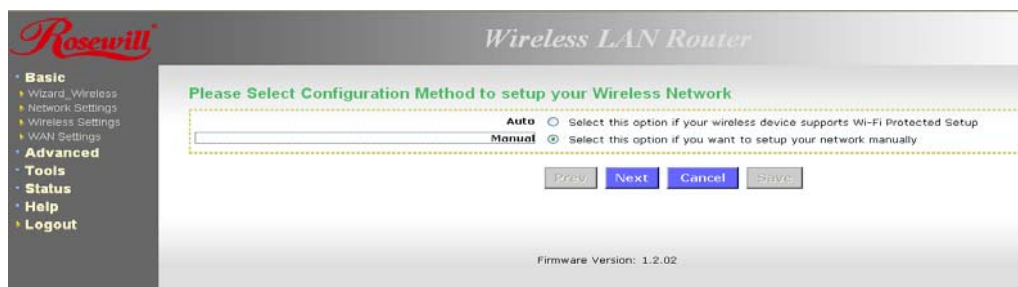 Rosewill
Wireless LAN Router
Basic
Wizard_Wireless
Network Settings
Wireless Settings
WAN Settings
Advanced
Tools
Status
Help
Logout
Please Select Configuration Method to setup your Wireless Network
Auto Select this option if your wireless device supports Wi-Fi Protected Setup
Manual Select this option if you want to setup your network manually
Prev Next Cancel Save
Firmware Version: 1.2.02